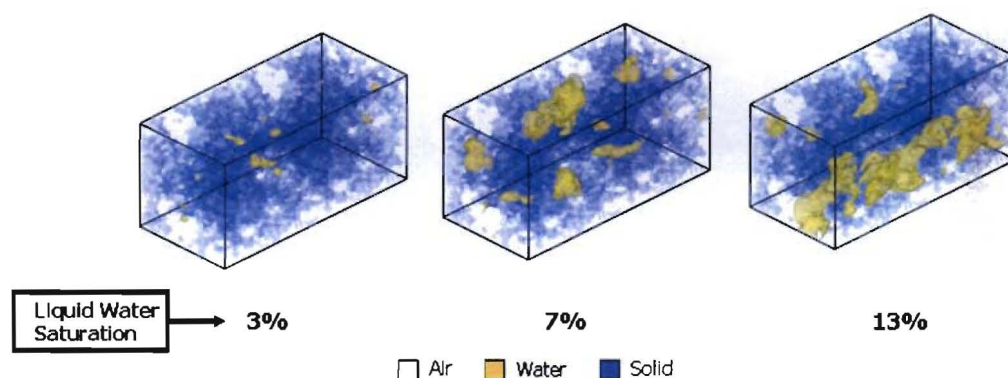 Liquid Water
Saturation
3%
7%
13%
Air
Water
Solid